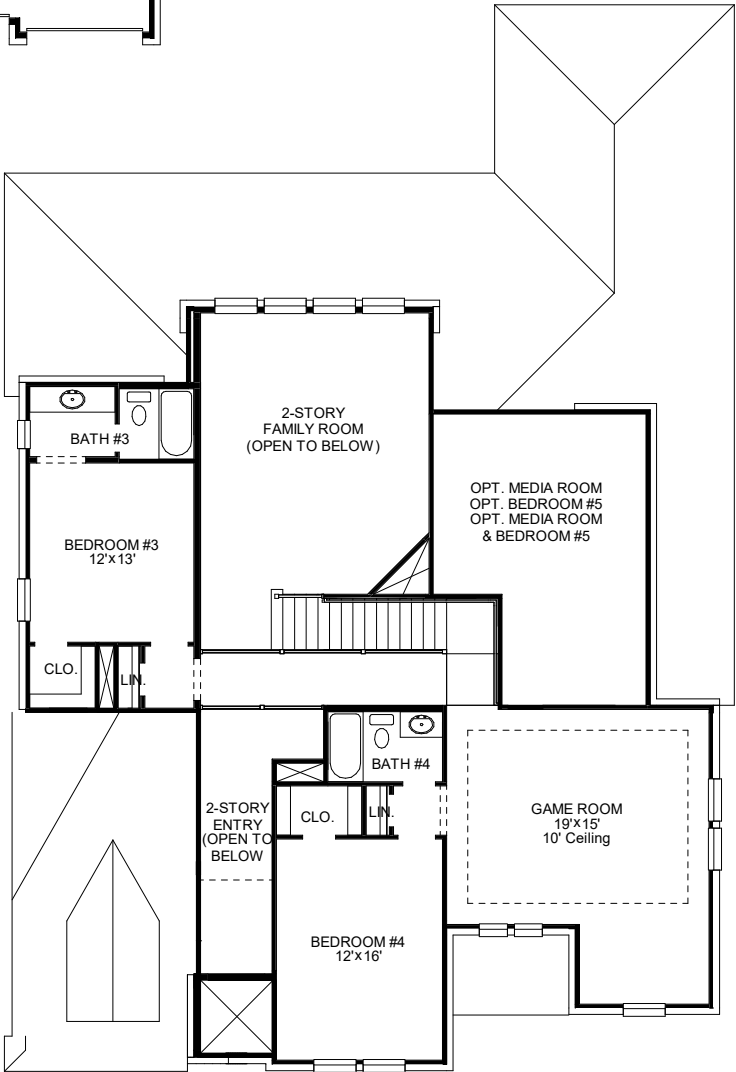 2-STORY
FAMILY ROOM
(OPEN TO BELOW)
BATH #3
OPT. MEDIA ROOM
OPT. BEDROOM #5
OPT. MEDIA ROOM
& BEDROOM #5
BEDROOM #3
12'x13'
CLO.
LIN.
BATH #4
2-STORY
ENTRY
(OPEN TO
BELOW
CLO.
LIN.
GAME ROOM
19'x15'
10' Ceiling
BEDROOM #4
12'x16'